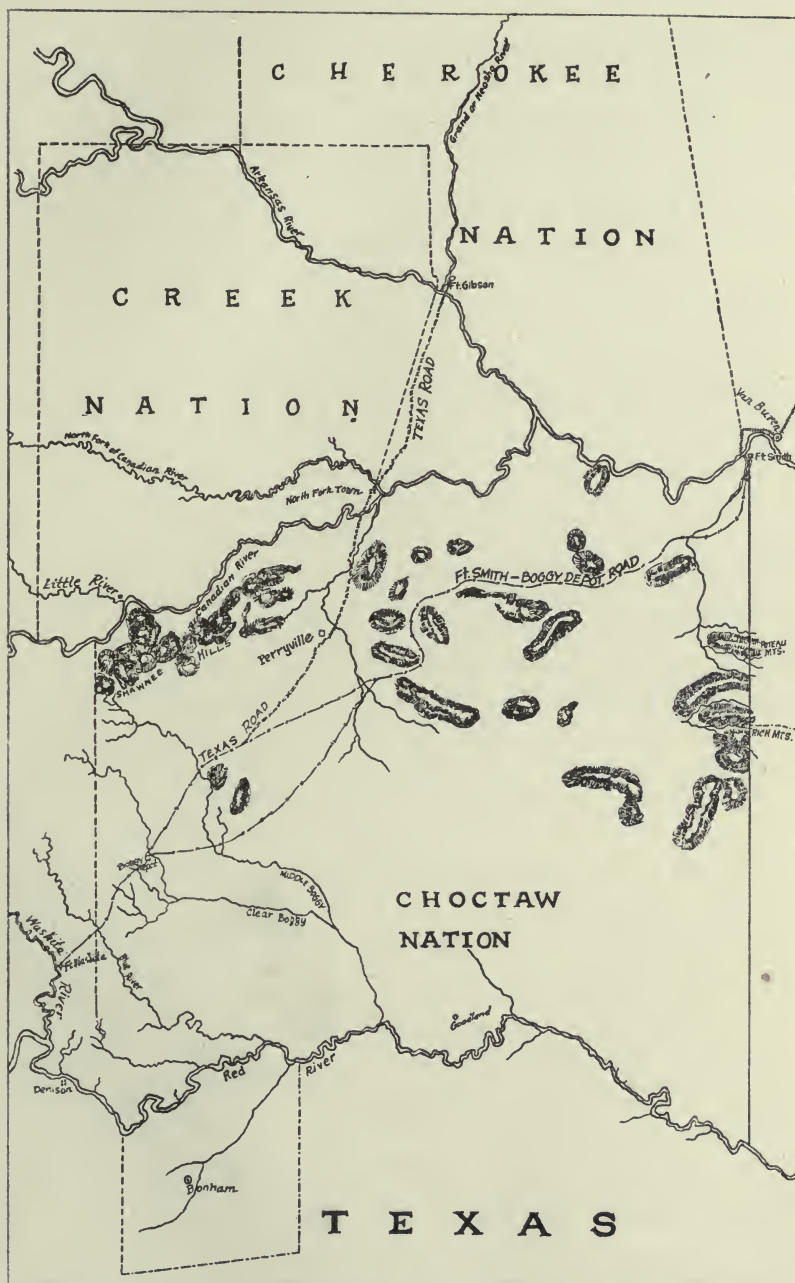 CHEROKEE
Grand or Neosho River
Arkansas River
NATION
Ft. Gibson
CREEK
TEXAS ROAD
NATION
Van Buren
North Fork of Canadian River
Ft. Smith
North Fork Town
Canadian River
Ft. SMITH-BOGGY DEPOT ROAD
Little River
SHAWNEE HILLS
Perryville
POTEAU
MTS.
RICH MTS.
TEXAS ROAD
Boggy
MIDDLE BOGGY
Clear Boggy
CHOCTAW
NATION
Washita
River
Ft. Washita
Blue River
Goodland
Red River
Denison
Bonham
TEXAS